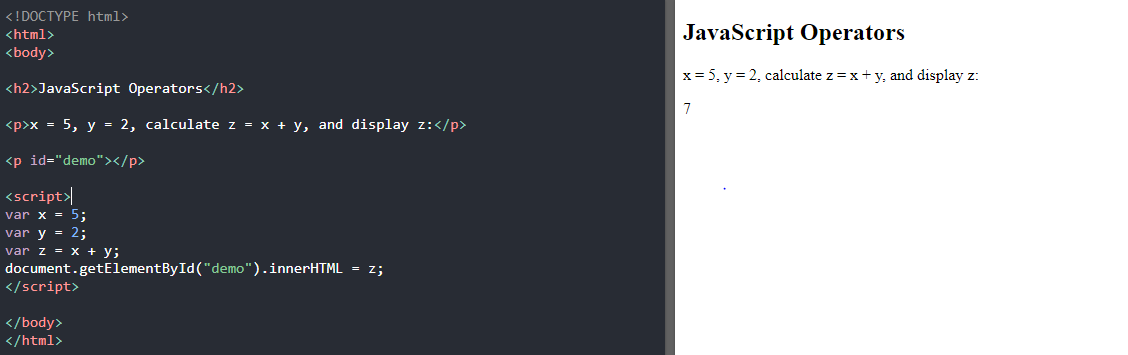 <!DOCTYPE html>
<html>
<body>
<h2>JavaScript Operators</h2>
<p>x = 5, y = 2, calculate z = x + y, and display z:</p>
<p id="demo"></p>
<script>
var x = 5;
var y = 2;
var z = x + y;
document.getElementById("demo").innerHTML = z;
</script>
</body>
</html>
JavaScript Operators
x = 5, y = 2, calculate z = x + y, and display z:
7